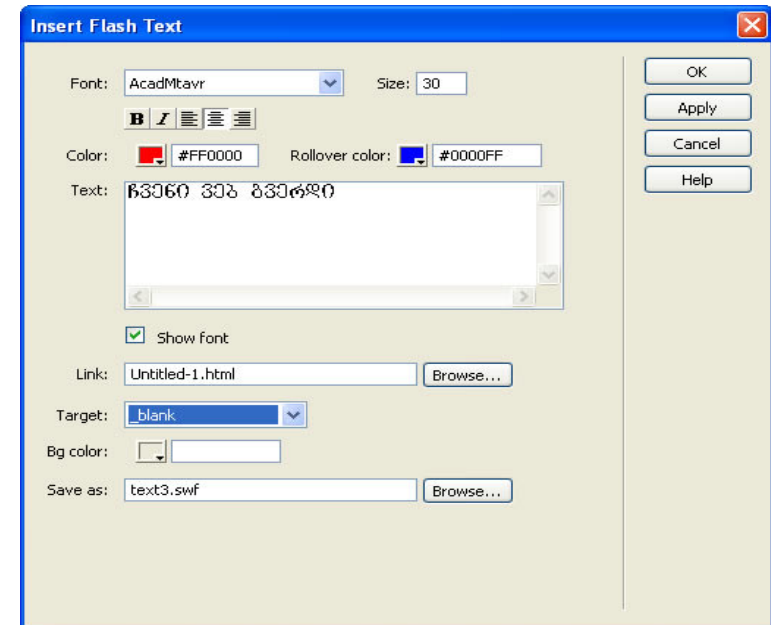 Insert Flash Text
Font: AcadMtavr Size: 30 OK
B I Apply
Color: #FF0000 Rollover color: #0000FF Cancel
Text: ჩვენი ვებ გვერდი Help
Show font
Link: Untitled-1.html Browse...
Target: _blank
Bg color:
Save as: text3.swf Browse...